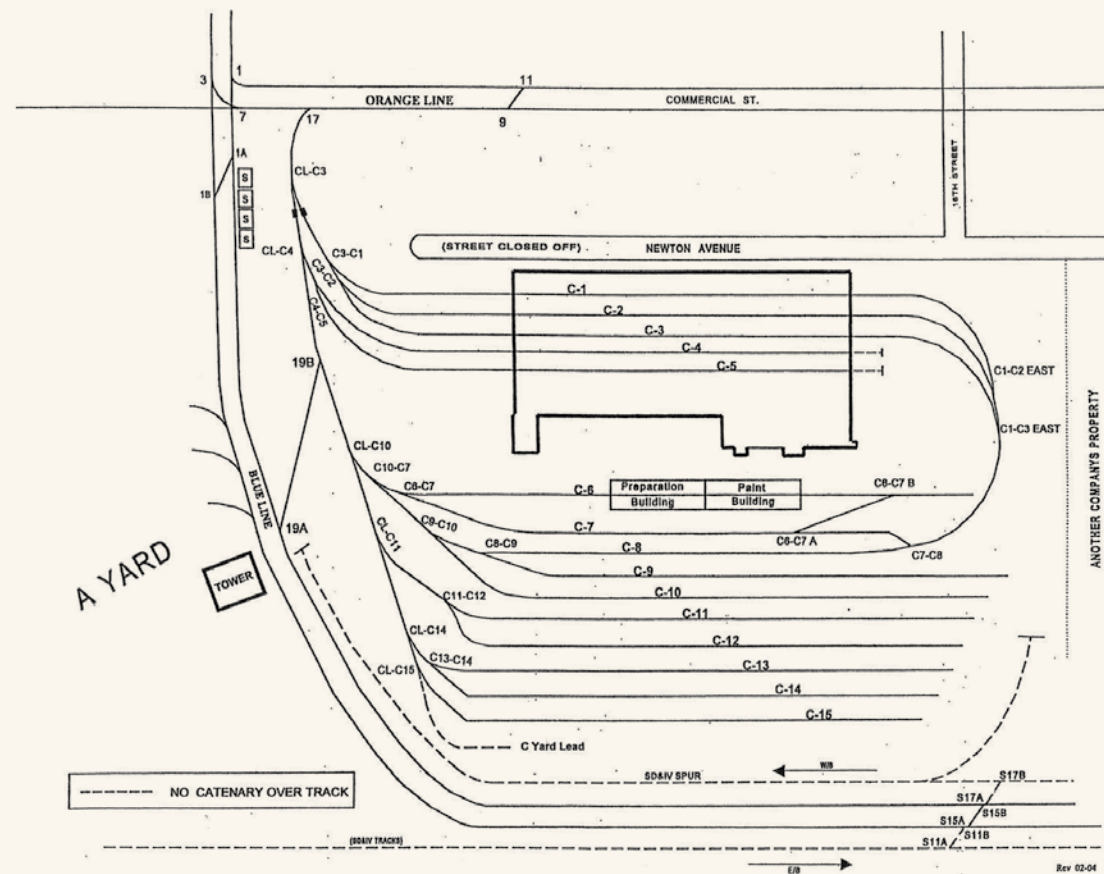 3
1
11
ORANGE LINE
COMMERCIAL ST.
7
17
9
1A
1B
S
S
S
S
CL-C3
16TH STREET
CL-C4
C3-C1
(STREET CLOSED OFF)
NEWTON AVENUE
C3-C2
C4-C5
C-1
C-2
C-3
C-4
C-5
19B
C1-C2 EAST
C1-C3 EAST
ANOTHER COMPANYS PROPERTY
CL-C10
C10-C7
C6-C7
C-6
Preparation
Building
Paint
Building
C6-C7 B
BLUE LINE
19A
C9-C10
C-7
C6-C7 A
CL-C11
C8-C9
C-8
C7-C8
A YARD
TOWER
C-9
C-10
C11-C12
C-11
CL-C14
C-12
C13-C14
C-13
CL-C15
C-14
C-15
C Yard Lead
W/B
SD&IV SPUR
S17B
NO CATENARY OVER TRACK
S17A
S15B
S15A
S11B
(SD&IV TRACKS)
S11A
E/B
Rev 02-04